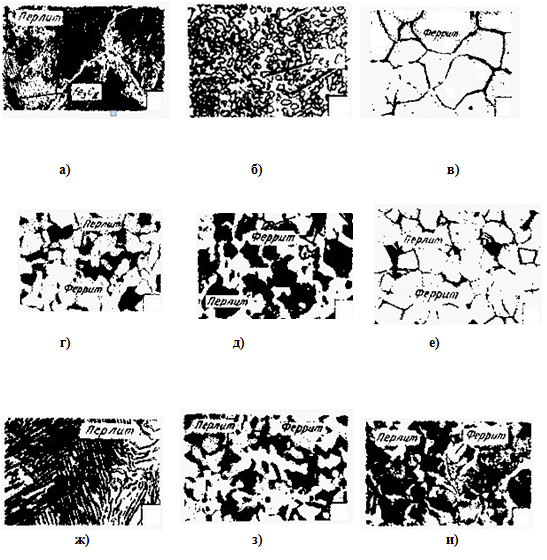 Перлит
Fe₃C
Fe₃C
Феррит
а)
б)
в)
Перлит
Феррит
Феррит
Перлит
Перлит
Феррит
г)
д)
е)
Перлит
Перлит
Феррит
Перлит
Феррит
ж)
з)
и)